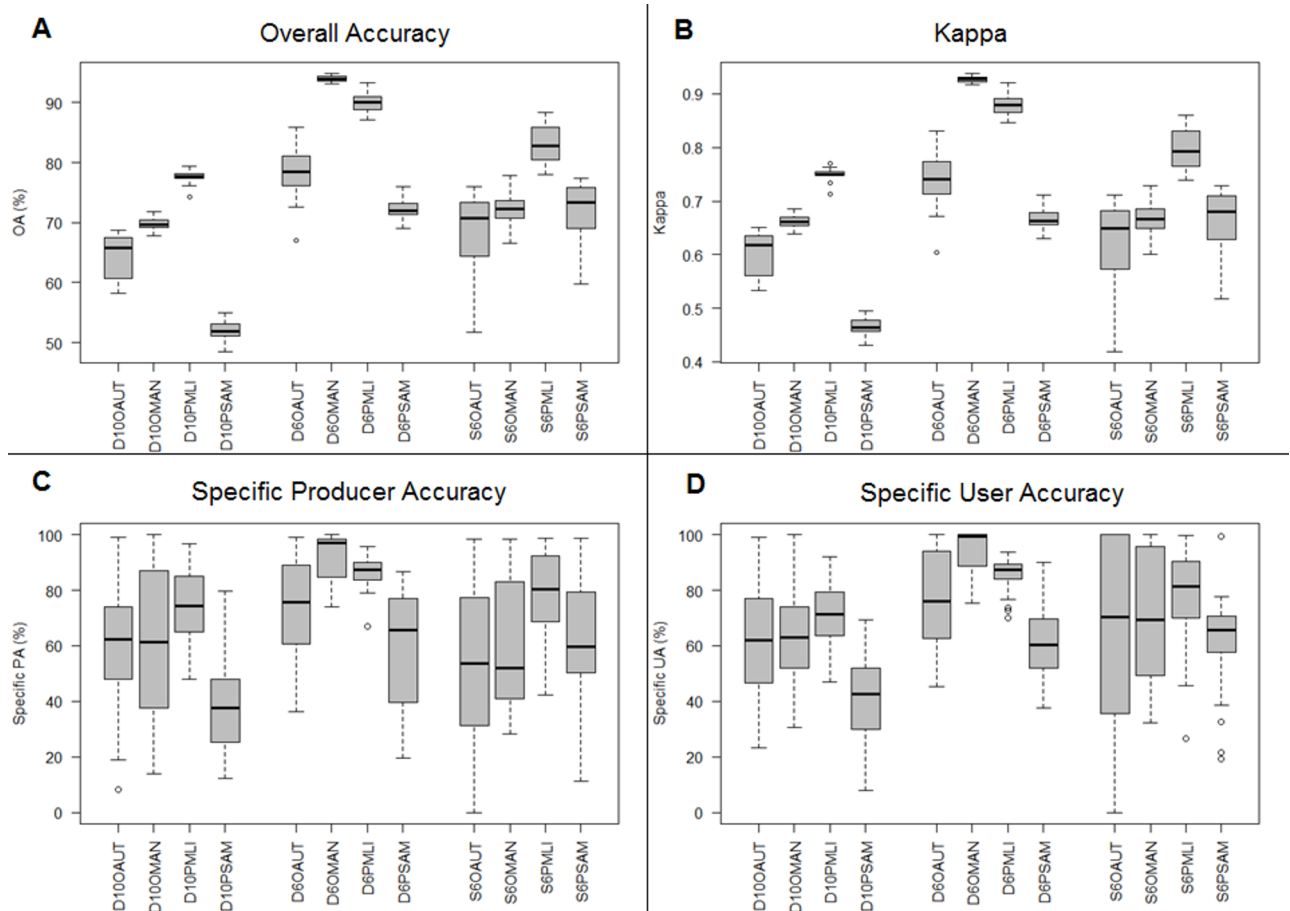 A
Overall Accuracy
OA (%)
90
80
70
60
50
D10OAUT
D10OMAN
D10PMLI
D10PSAM
D6OAUT
D6OMAN
D6PMLI
D6PSAM
S6OAUT
S6OMAN
S6PMLI
S6PSAM
B
Kappa
Kappa
0.9
0.8
0.7
0.6
0.5
0.4
D10OAUT
D10OMAN
D10PMLI
D10PSAM
D6OAUT
D6OMAN
D6PMLI
D6PSAM
S6OAUT
S6OMAN
S6PMLI
S6PSAM
C
Specific Producer Accuracy
Specific PA (%)
100
80
60
40
20
0
D10OAUT
D10OMAN
D10PMLI
D10PSAM
D6OAUT
D6OMAN
D6PMLI
D6PSAM
S6OAUT
S6OMAN
S6PMLI
S6PSAM
D
Specific User Accuracy
Specific UA (%)
100
80
60
40
20
0
D10OAUT
D10OMAN
D10PMLI
D10PSAM
D6OAUT
D6OMAN
D6PMLI
D6PSAM
S6OAUT
S6OMAN
S6PMLI
S6PSAM